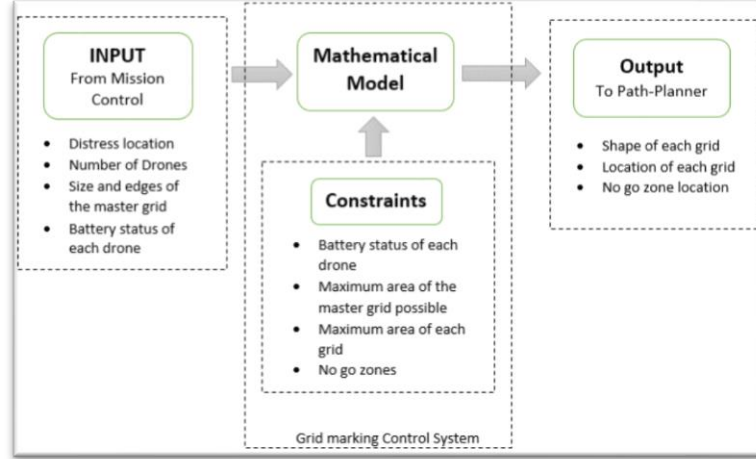 INPUT
From Mission
Control
• Distress location
• Number of Drones
• Size and edges of
the master grid
• Battery status of
each drone
Mathematical
Model
Constraints
• Battery status of each
drone
• Maximum area of the
master grid possible
• Maximum area of each
grid
• No go zones
Grid marking Control System
Output
To Path-Planner
• Shape of each grid
• Location of each grid
• No go zone location